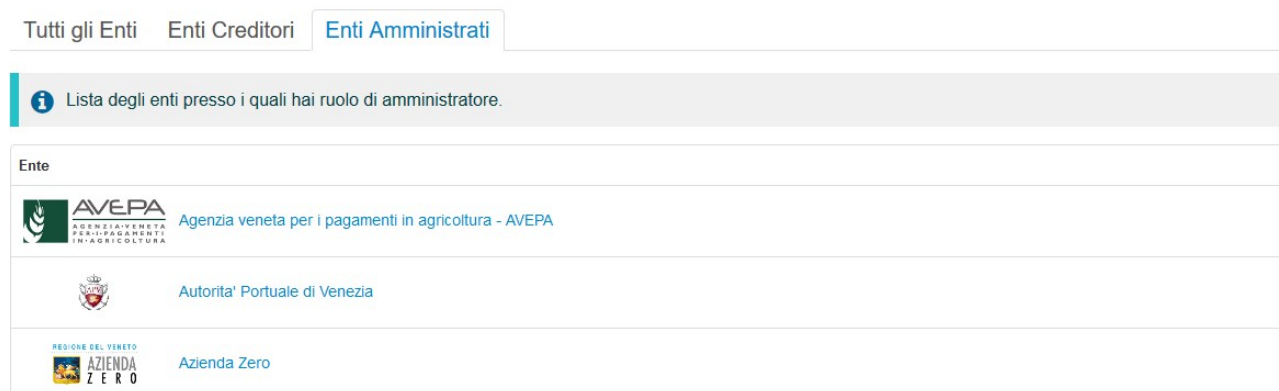 Tutti gli Enti Enti Creditori Enti Amministrati
Lista degli enti presso i quali hai ruolo di amministratore.
Ente
AVEPA
AGENZIA·VENETA
PER·I·PAGAMENTI
IN·AGRICOLTURA
Agenzia veneta per i pagamenti in agricoltura - AVEPA
Autorita' Portuale di Venezia
REGIONE DEL VENETO
AZIENDA
ZERO
Azienda Zero